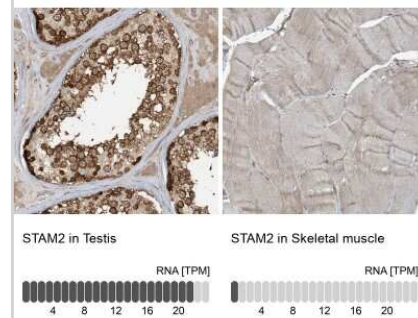 STAM2 in Testis
STAM2 in Skeletal muscle
RNA [TPM]
RNA [TPM]
4 8 12 16 20
4 8 12 16 20